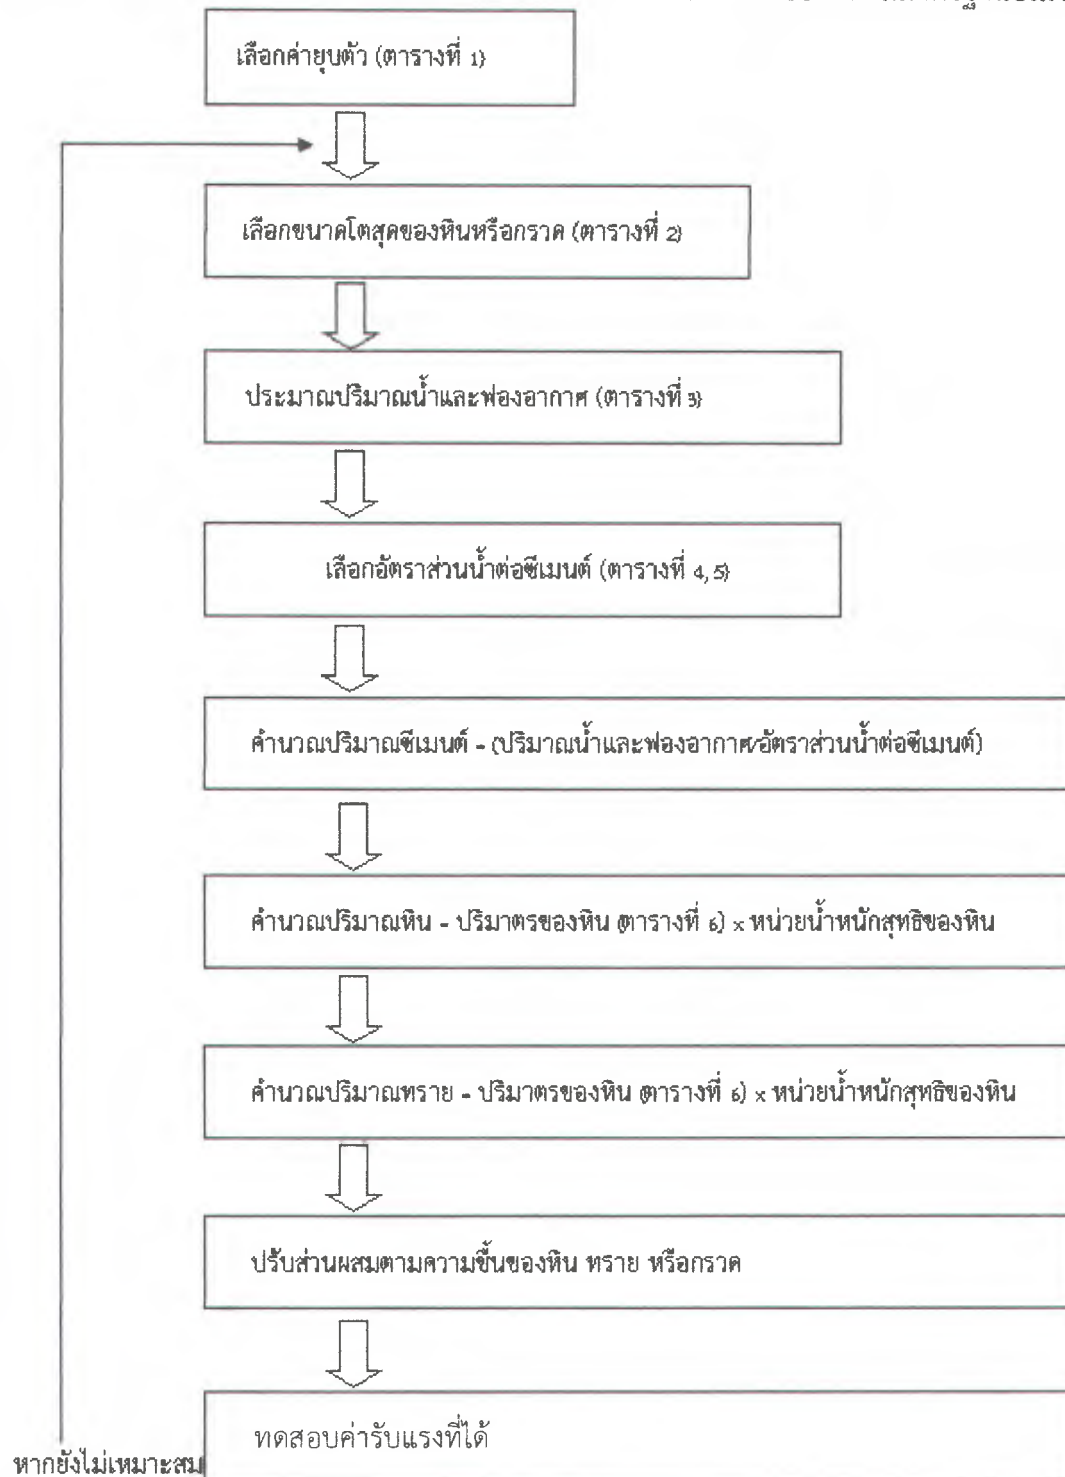 เลือกค่ายุบตัว (ตารางที่ 1)
เลือกขนาดโตสุดของหินหรือกรวด (ตารางที่ 2)
ประมาณปริมาณน้ำและฟองอากาศ (ตารางที่ 3)
เลือกอัตราส่วนน้ำต่อซีเมนต์ (ตารางที่ 4, 5)
คำนวณปริมาณซีเมนต์ - (ปริมาณน้ำและฟองอากาศ/อัตราส่วนน้ำต่อซีเมนต์)
คำนวณปริมาณหิน - ปริมาตรของหิน (ตารางที่ 6) x หน่วยน้ำหนักสุทธิของหิน
คำนวณปริมาณทราย - ปริมาตรของหิน (ตารางที่ 6) x หน่วยน้ำหนักสุทธิของหิน
ปรับส่วนผสมตามความชื้นของหิน ทราย หรือกรวด
ทดสอบค่ารับแรงที่ได้
หากยังไม่เหมาะสม